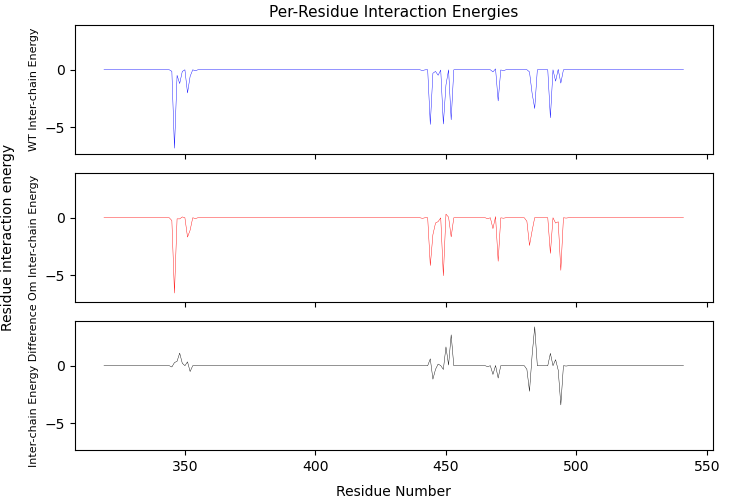 Per-Residue Interaction Energies
WT Inter-chain Energy
0
−5
Residue interaction energy
Om Inter-chain Energy
0
−5
Inter-chain Energy Difference
0
−5
350
400
450
500
550
Residue Number